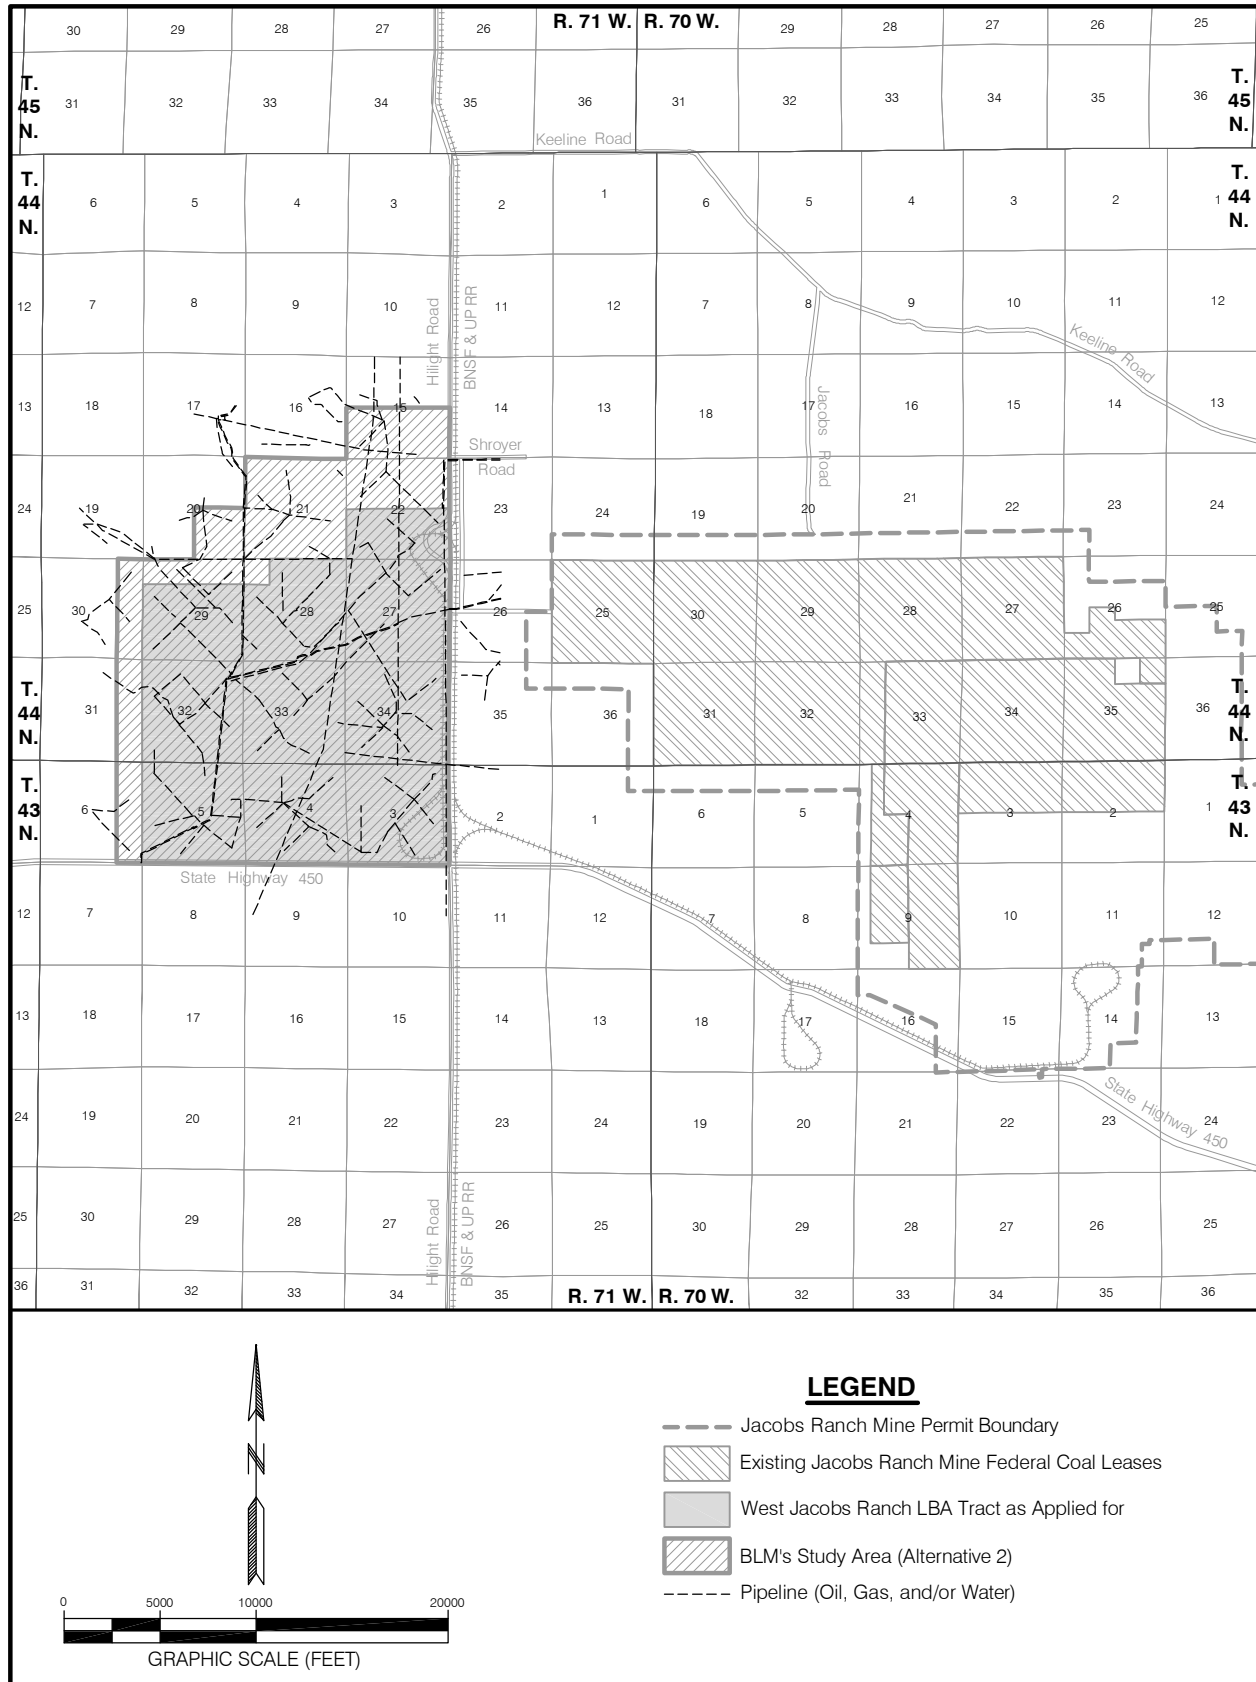 30 29 28 27 26 R. 71 W. R. 70 W. 29 28 27 26 25
T. 45 N. 31 32 33 34 35 36 31 32 33 34 35 36 T. 45 N.
Keeline Road
T. 44 N. 6 5 4 3 2 1 6 5 4 3 2 1 T. 44 N.
12 7 8 9 10 11 12 7 8 9 10 11 12
Hilight Road
BNSF & UP RR
Keeline Road
13 18 17 16 15 14 13 18 17 16 15 14 13
Jacobs Road
Shroyer
Road
24 19 20 21 22 23 24 19 20 21 22 23 24
25 30 29 28 27 26 25 30 29 28 27 26 25
T. 44 N. 31 32 33 34 35 36 31 32 33 34 35 36 T. 44 N.
T. 43 N. 6 5 4 3 2 1 6 5 4 3 2 1 T. 43 N.
State Highway 450
12 7 8 9 10 11 12 7 8 9 10 11 12
13 18 17 16 15 14 13 18 17 16 15 14 13
24 19 20 21 22 23 24 19 20 21 22 23 24
State Highway 450
25 30 29 28 27 26 25 30 29 28 27 26 25
Hilight Road
BNSF & UP RR
36 31 32 33 34 35 R. 71 W. R. 70 W. 32 33 34 35 36
LEGEND
Jacobs Ranch Mine Permit Boundary
Existing Jacobs Ranch Mine Federal Coal Leases
West Jacobs Ranch LBA Tract as Applied for
BLM's Study Area (Alternative 2)
Pipeline (Oil, Gas, and/or Water)
N
0 5000 10000 20000
GRAPHIC SCALE (FEET)